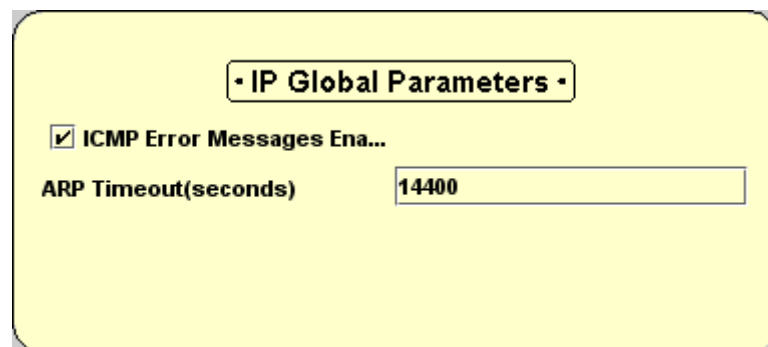 • IP Global Parameters •
ICMP Error Messages Ena...
ARP Timeout(seconds) 14400